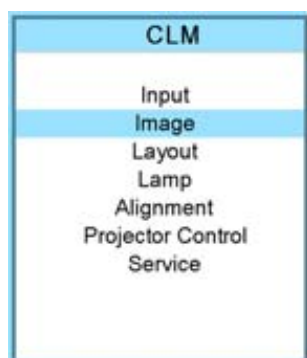 CLM
Input
Image
Layout
Lamp
Alignment
Projector Control
Service